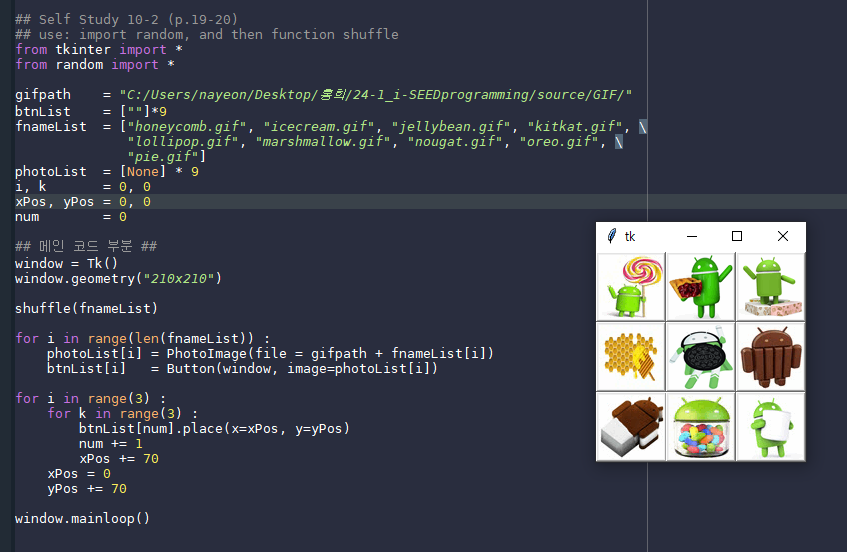 ## Self Study 10-2 (p.19-20)
## use: import random, and then function shuffle
from tkinter import *
from random import *
gifpath    = "C:/Users/nayeon/Desktop/홍희/24-1_i-SEEDprogramming/source/GIF/"
btnList    = [""]*9
fnameList  = ["honeycomb.gif", "icecream.gif", "jellybean.gif", "kitkat.gif", \
              "lollipop.gif", "marshmallow.gif", "nougat.gif", "oreo.gif", \
              "pie.gif"]
photoList  = [None] * 9
i, k       = 0, 0
xPos, yPos = 0, 0
num        = 0
## 메인 코드 부분 ##
window = Tk()
window.geometry("210x210")
shuffle(fnameList)
for i in range(len(fnameList)) :
    photoList[i] = PhotoImage(file = gifpath + fnameList[i])
    btnList[i]   = Button(window, image=photoList[i])
for i in range(3) :
    for k in range(3) :
        btnList[num].place(x=xPos, y=yPos)
        num += 1
        xPos += 70
    xPos = 0
    yPos += 70
window.mainloop()
tk